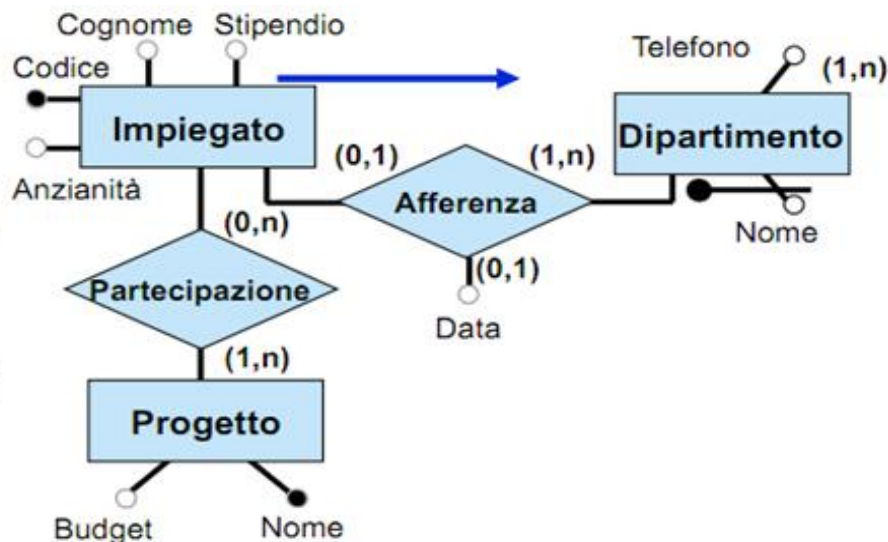 Cognome
Stipendio
Codice
Telefono
(1,n)
Impiegato
Dipartimento
(0,1)
(1,n)
Anzianità
Afferenza
(0,n)
Nome
(0,1)
Partecipazione
Data
(1,n)
Progetto
Budget
Nome